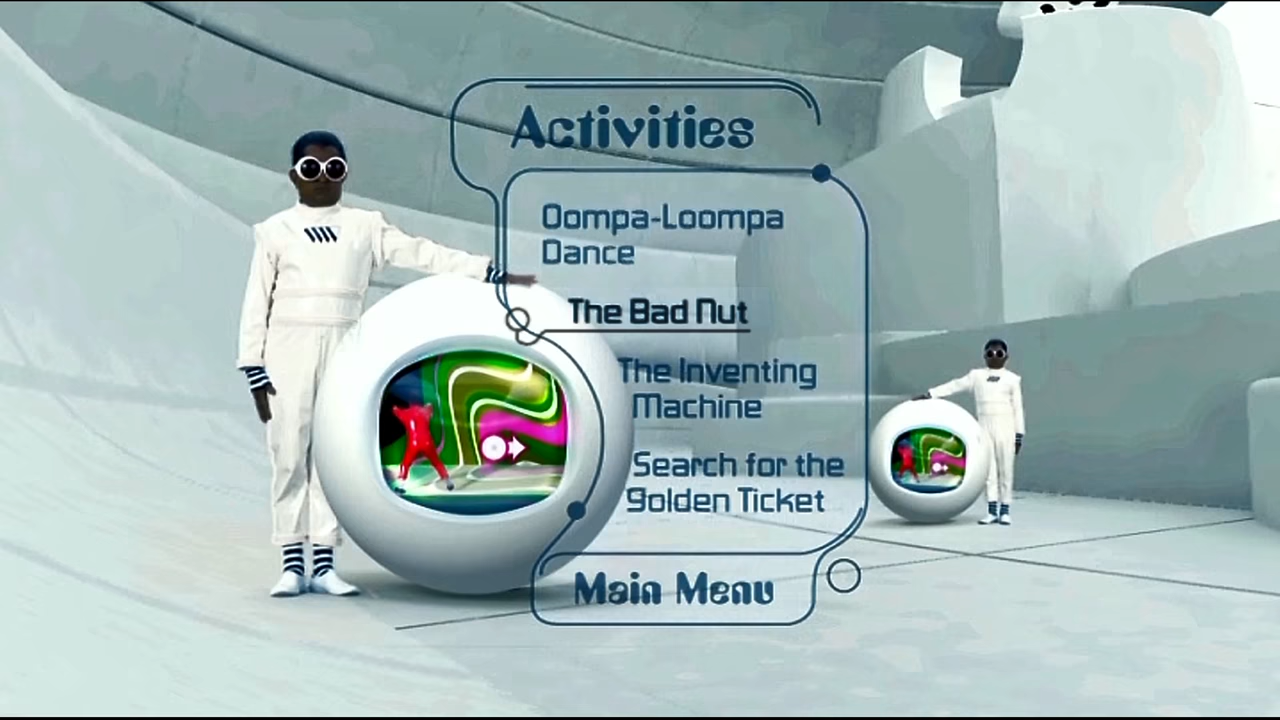 Activities
Oompa-Loompa
Dance
The Bad Nut
The Inventing
Machine
Search for the
golden Ticket
Main Menu